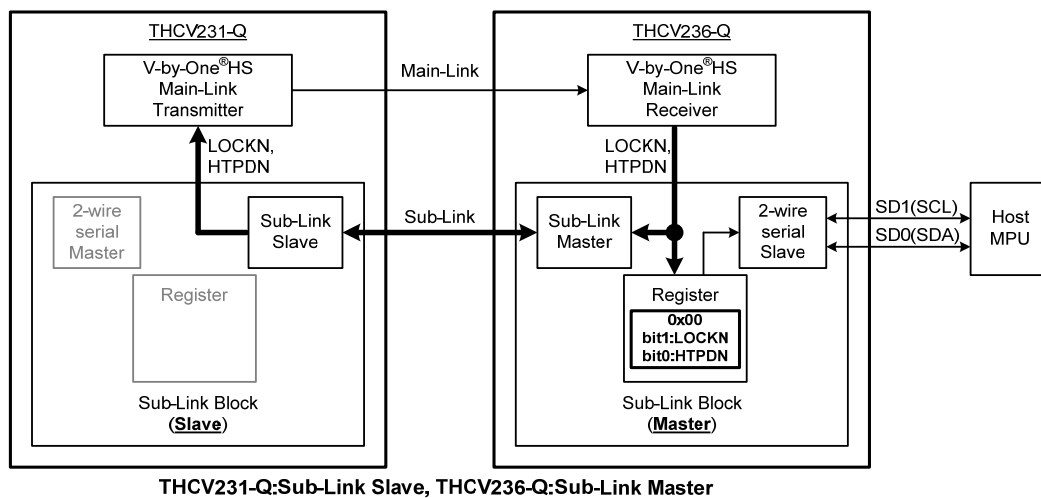 THCV231-Q
V-by-One®HS
Main-Link
Transmitter
LOCKN,
HTPDN
2-wire
serial
Master
Sub-Link
Slave
Register
Sub-Link Block
(Slave)
Main-Link
Sub-Link
THCV236-Q
V-by-One®HS
Main-Link
Receiver
LOCKN,
HTPDN
Sub-Link
Master
2-wire
serial
Slave
Register
0x00
bit1:LOCKN
bit0:HTPDN
Sub-Link Block
(Master)
SD1(SCL)
SD0(SDA)
Host
MPU
THCV231-Q:Sub-Link Slave, THCV236-Q:Sub-Link Master